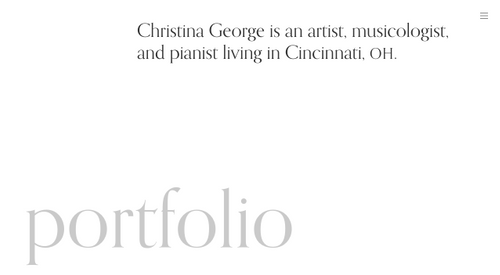 Christina George is an artist, musicologist,
and pianist living in Cincinnati, OH.
portfolio